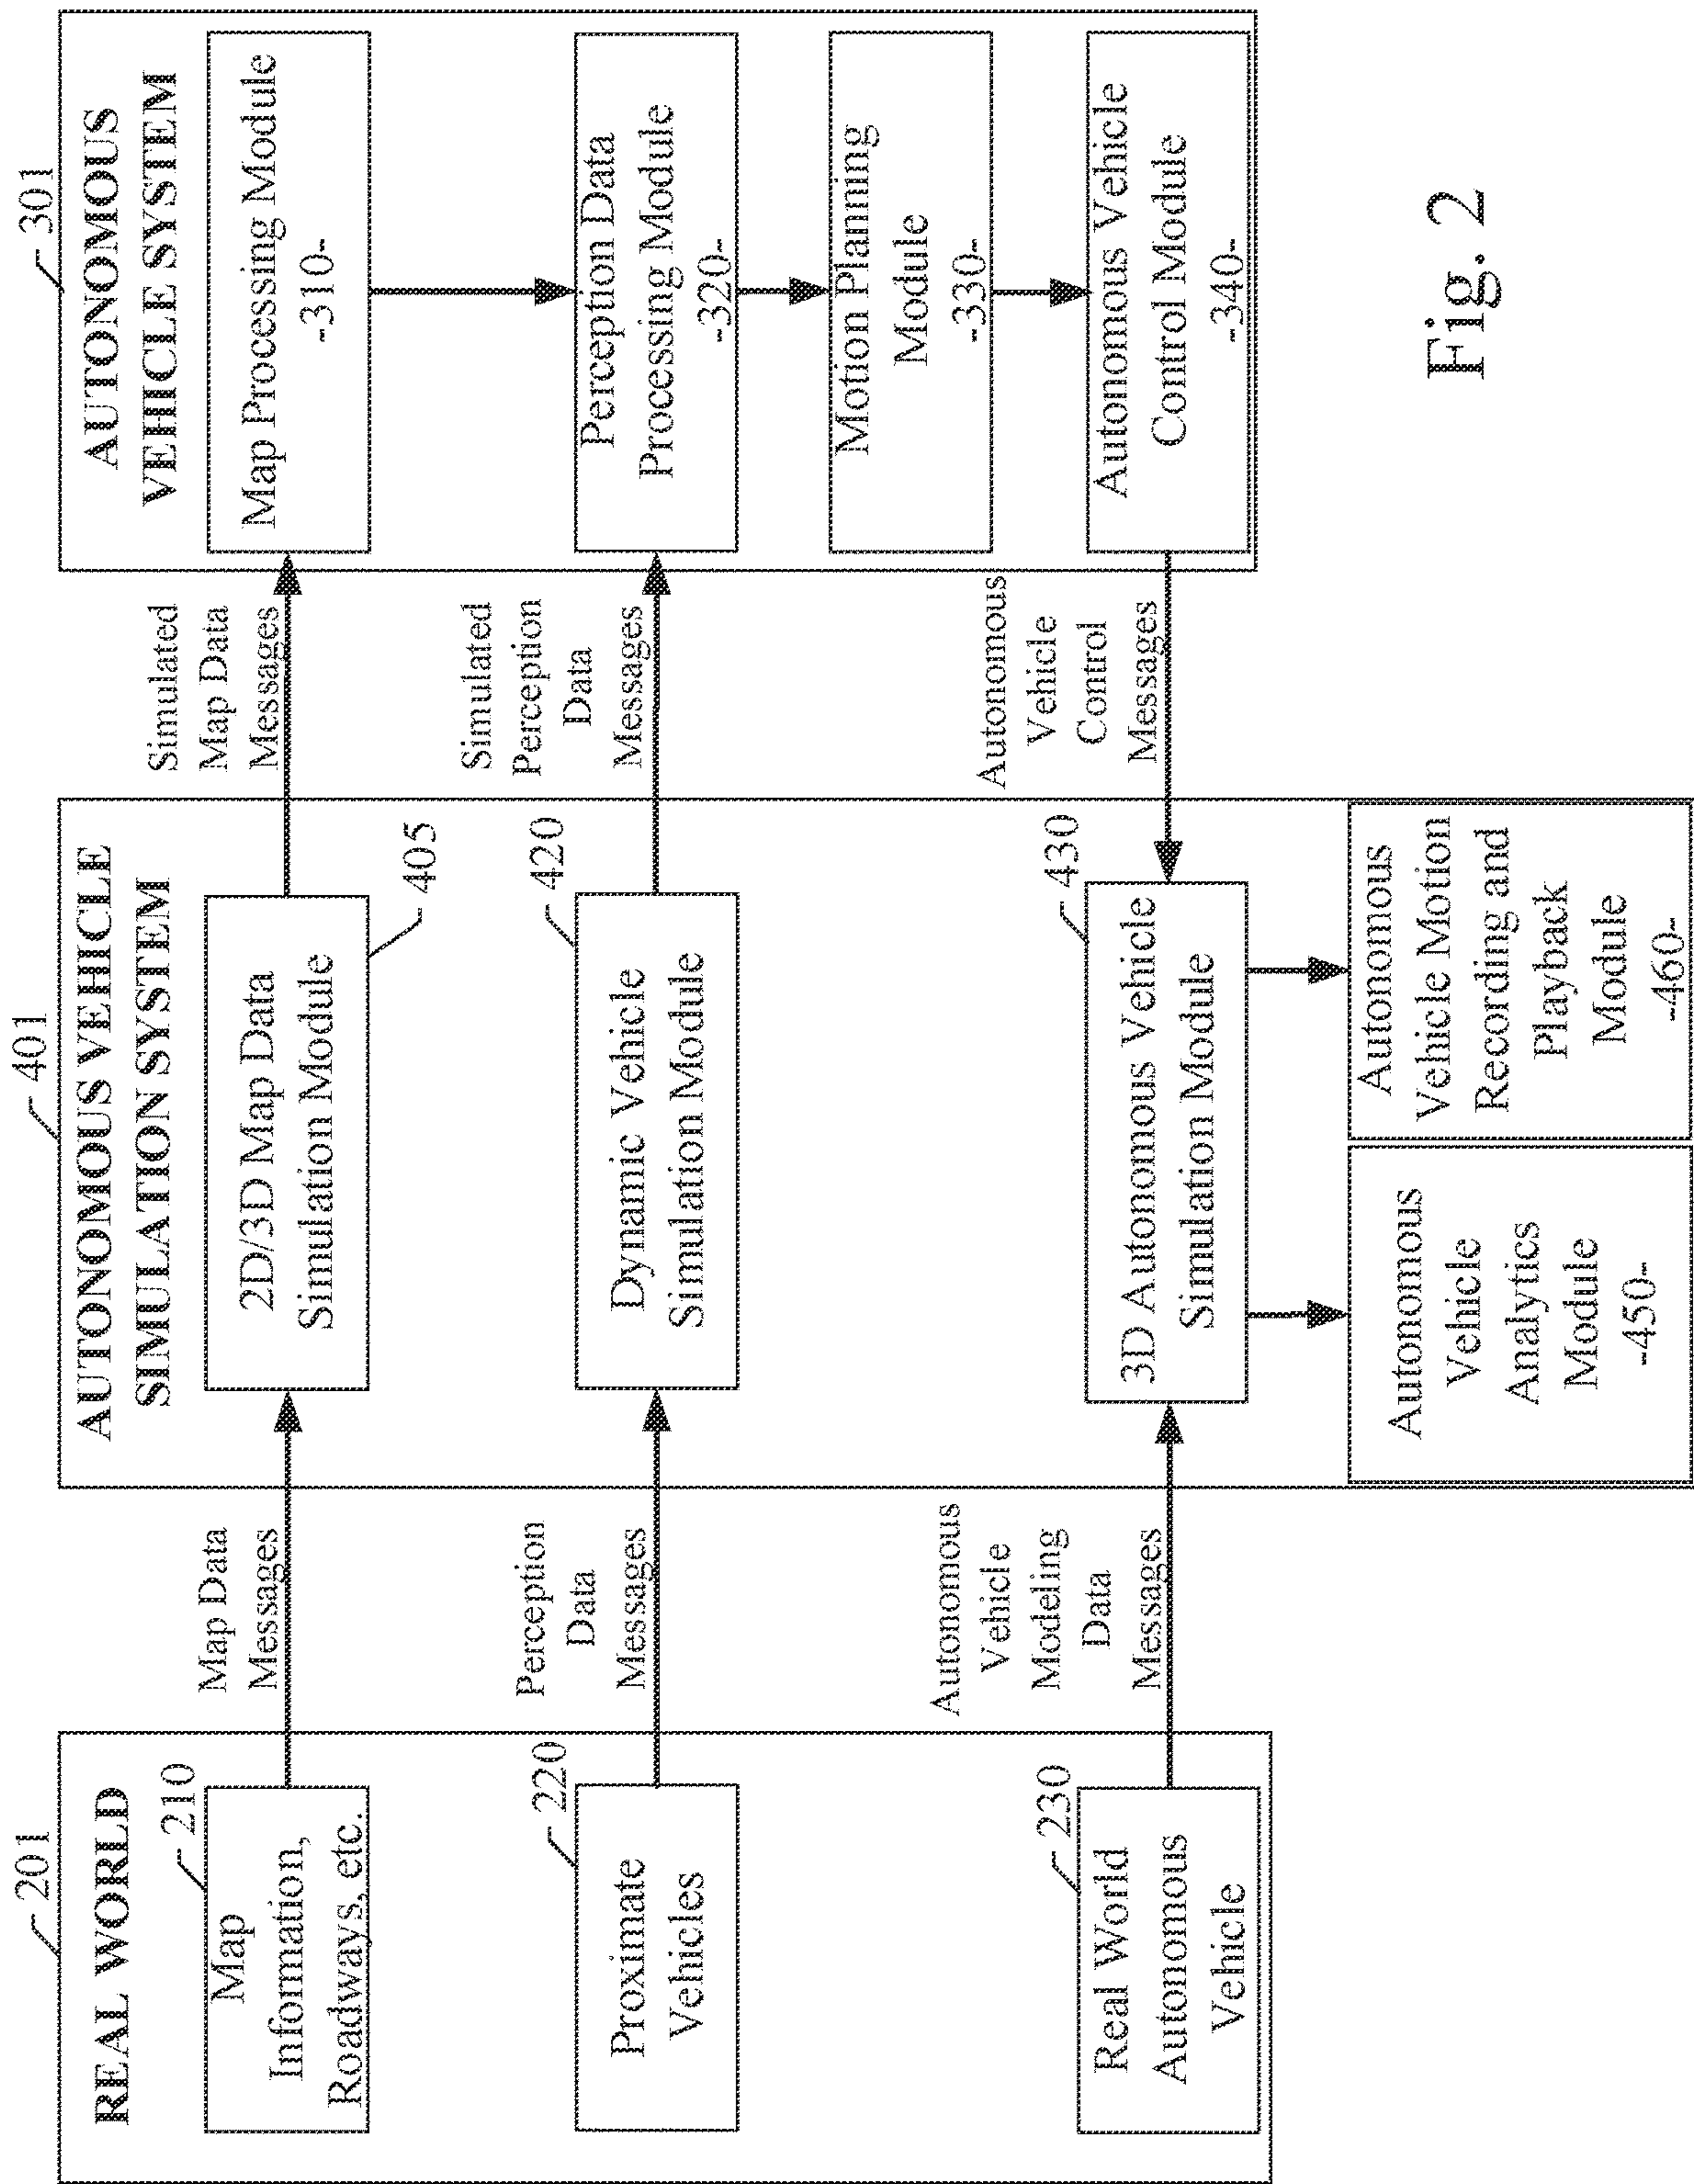 201
REAL WORLD
210
Map
Information,
Roadways, etc.
220
Proximate
Vehicles
230
Real World
Autonomous
Vehicle
Map Data
Messages
Perception
Data
Messages
Autonomous
Vehicle
Modeling
Data
Messages
401
AUTONOMOUS VEHICLE
SIMULATION SYSTEM
2D/3D Map Data
Simulation Module
405
420
Dynamic Vehicle
Simulation Module
430
3D Autonomous Vehicle
Simulation Module
Autonomous
Vehicle
Analytics
Module
-450-
Autonomous
Vehicle Motion
Recording and
Playback
Module
-460-
Simulated
Map Data
Messages
Simulated
Perception
Data
Messages
Autonomous
Vehicle
Control
Messages
301
AUTONOMOUS
VEHICLE SYSTEM
Map Processing Module
-310-
Perception Data
Processing Module
-320-
Motion Planning
Module
-330-
Autonomous Vehicle
Control Module
-340-
Fig. 2